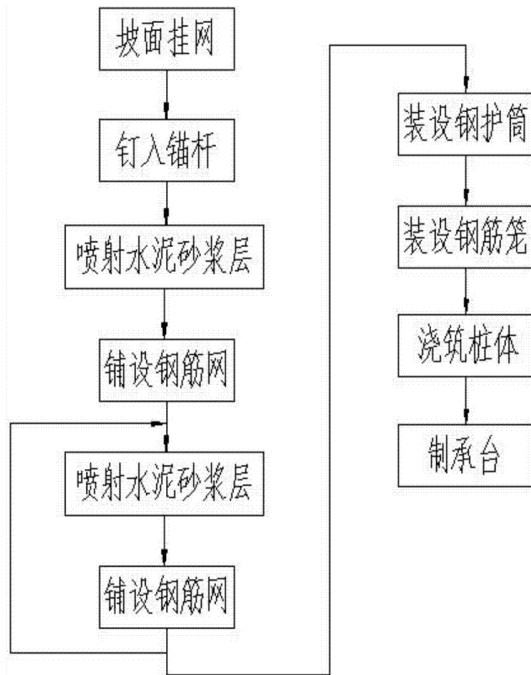 坡面挂网
钉入锚杆
喷射水泥砂浆层
铺设钢筋网
喷射水泥砂浆层
铺设钢筋网
装设钢护筒
装设钢筋笼
浇筑桩体
制承台